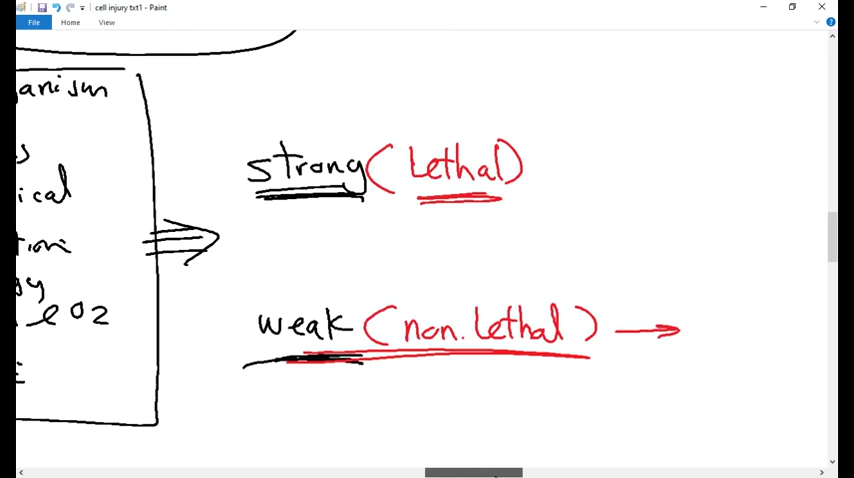 cell injury txt1 - Paint
File Home View
anism
strong (Lethal)
s
ical
tion
gy
l O2
weak (non.Lethal) →
E